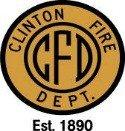 CLINTON FIRE
CFD
DEPT.
Est. 1890